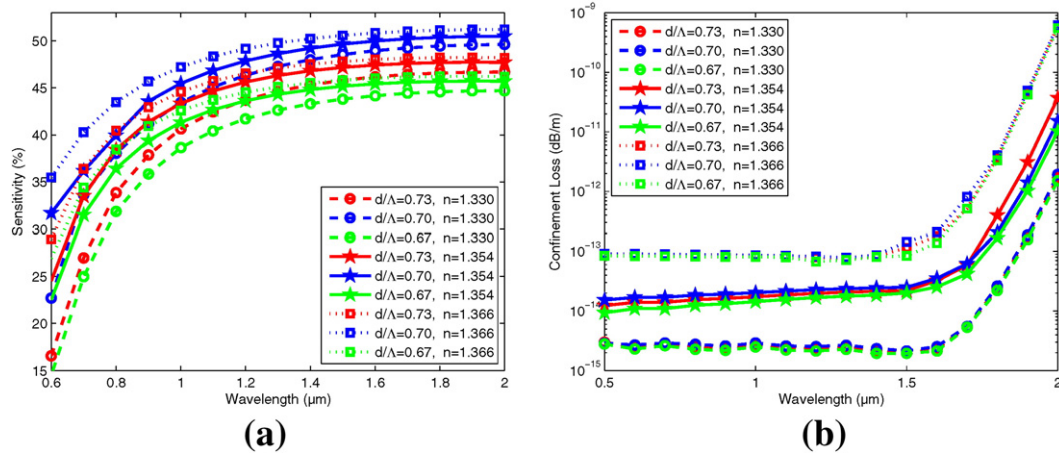 50
45
40
35
30
25
20
15
Sensitivity (%)
d/Λ=0.73, n=1.330
d/Λ=0.70, n=1.330
d/Λ=0.67, n=1.330
d/Λ=0.73, n=1.354
d/Λ=0.70, n=1.354
d/Λ=0.67, n=1.354
d/Λ=0.73, n=1.366
d/Λ=0.70, n=1.366
d/Λ=0.67, n=1.366
0.6 0.8 1 1.2 1.4 1.6 1.8 2
Wavelength (μm)
(a)
10⁻⁹
10⁻¹⁰
10⁻¹¹
10⁻¹²
10⁻¹³
10⁻¹⁴
10⁻¹⁵
Confinement Loss (dB/m)
d/Λ=0.73, n=1.330
d/Λ=0.70, n=1.330
d/Λ=0.67, n=1.330
d/Λ=0.73, n=1.354
d/Λ=0.70, n=1.354
d/Λ=0.67, n=1.354
d/Λ=0.73, n=1.366
d/Λ=0.70, n=1.366
d/Λ=0.67, n=1.366
0.5 1 1.5 2
Wavelength (μm)
(b)